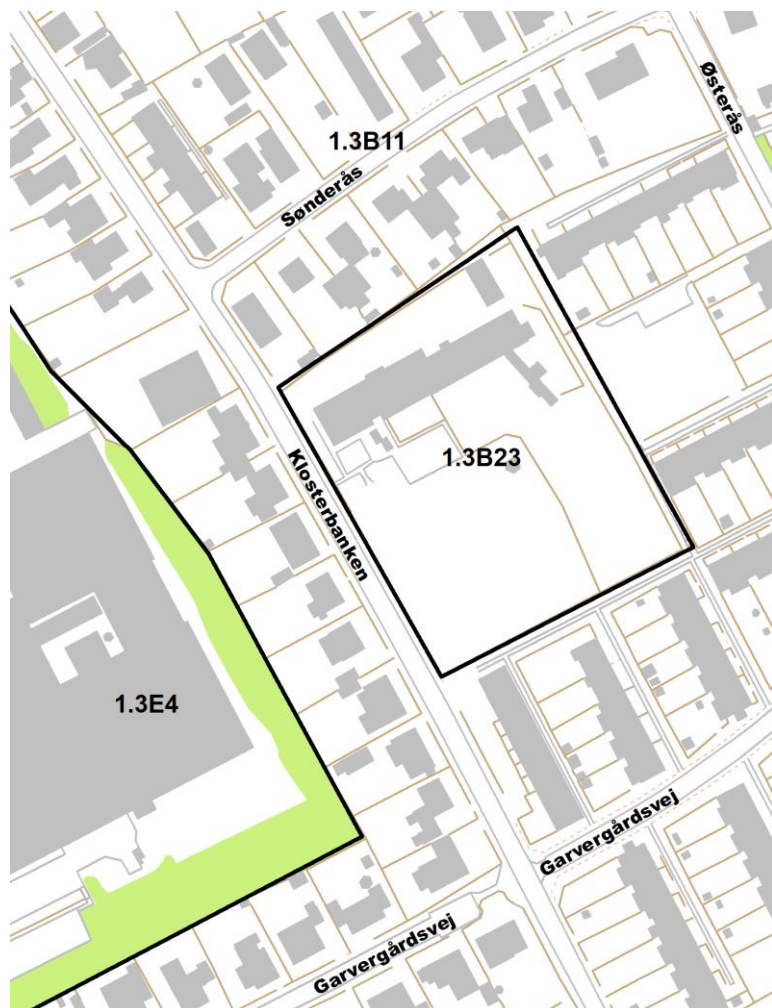 Østerås
1.3B11
Sønderås
1.3B23
Klosterbanken
1.3E4
Garvergårdsvej
Garvergårdsvej